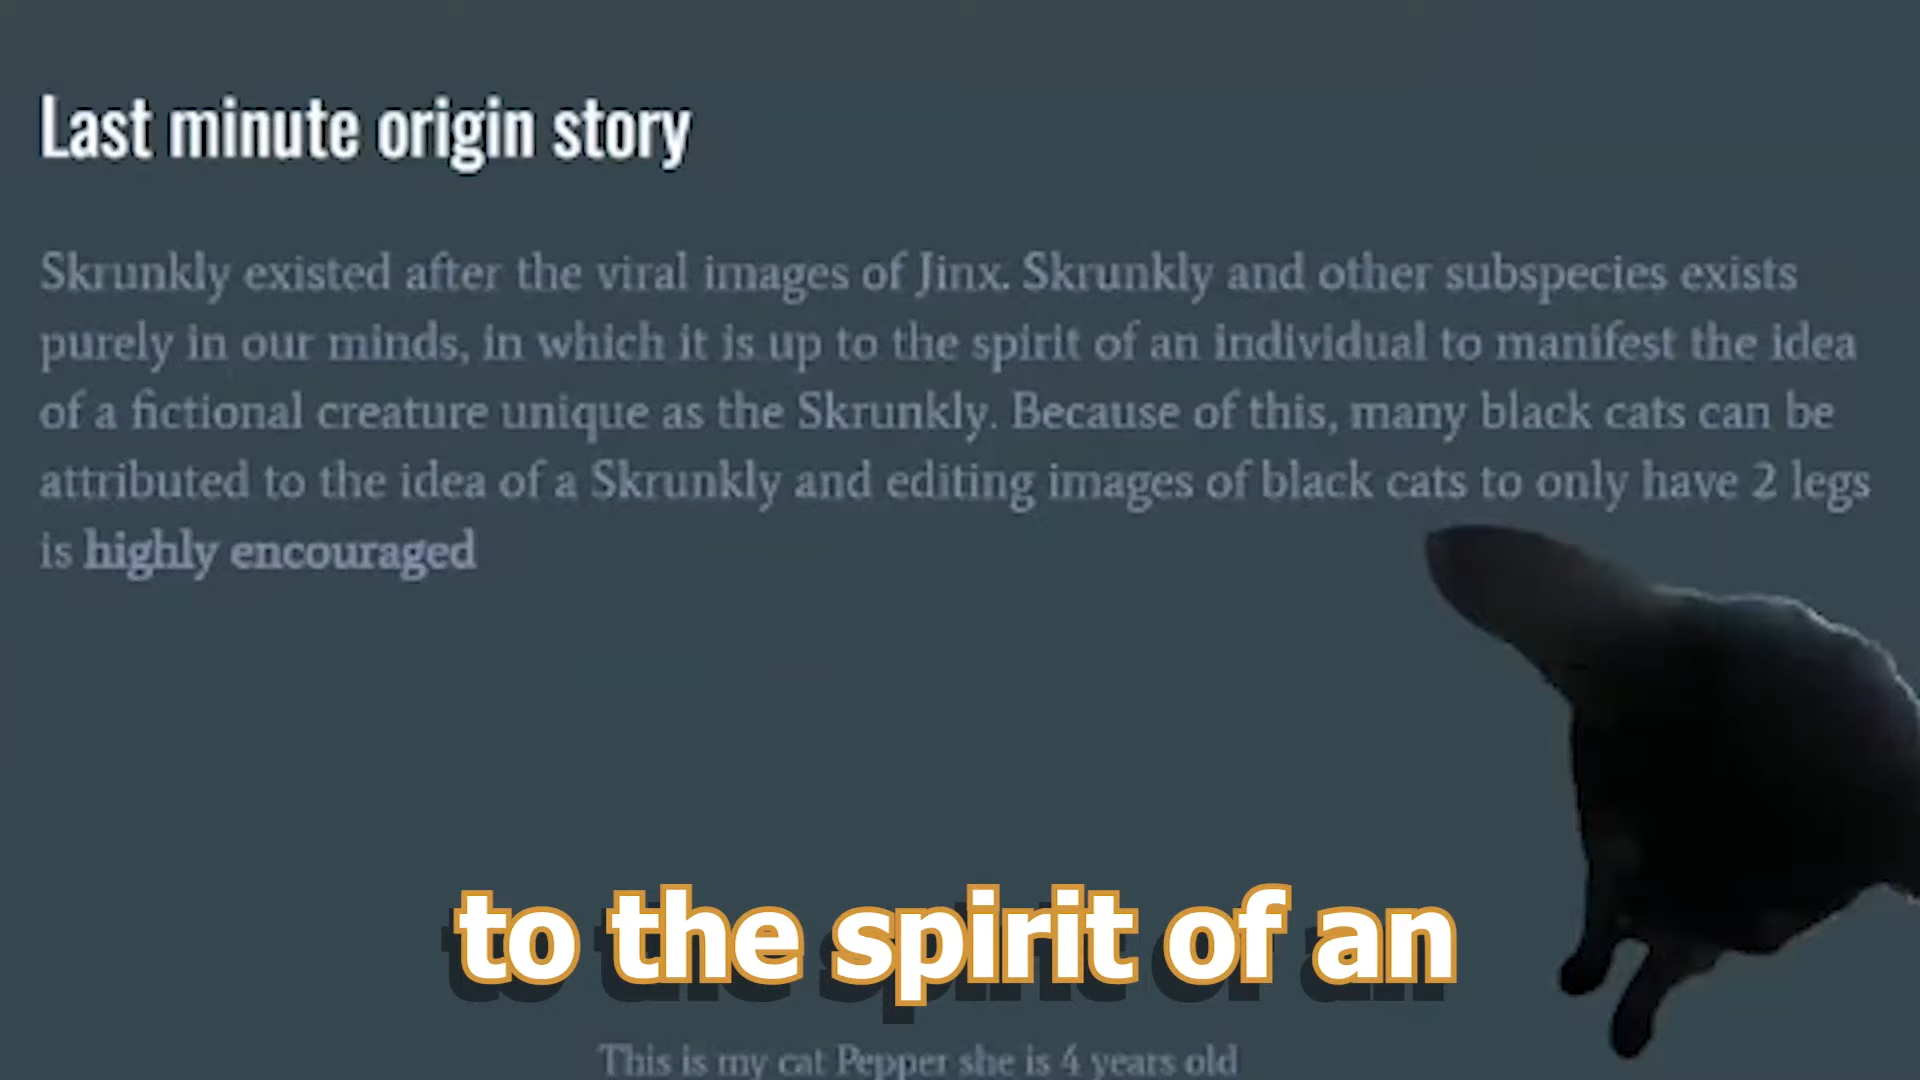 Last minute origin story
Skrunkly existed after the viral images of Jinx. Skrunkly and other subspecies exists
purely in our minds, in which it is up to the spirit of an individual to manifest the idea
of a fictional creature unique as the Skrunkly. Because of this, many black cats can be
attributed to the idea of a Skrunkly and editing images of black cats to only have 2 legs
is highly encouraged
to the spirit of an
This is my cat Pepper she is 4 years old